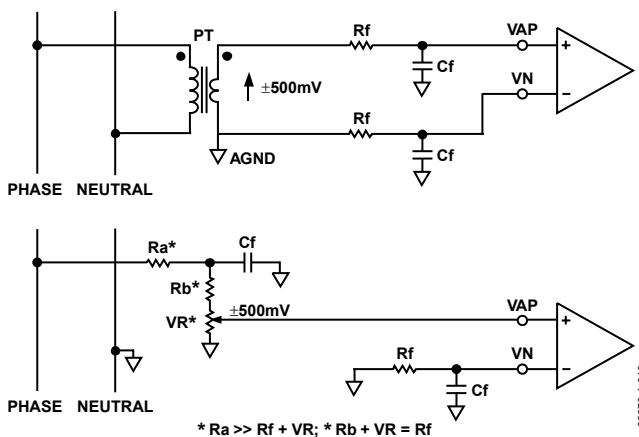 PT
Rf
VAP
+
Cf
±500mV
VN
−
Rf
Cf
AGND
PHASE NEUTRAL
Ra*
Cf
Rb*
±500mV
VR*
VAP
+
Rf
VN
−
Cf
PHASE NEUTRAL
* Ra >> Rf + VR; * Rb + VR = Rf